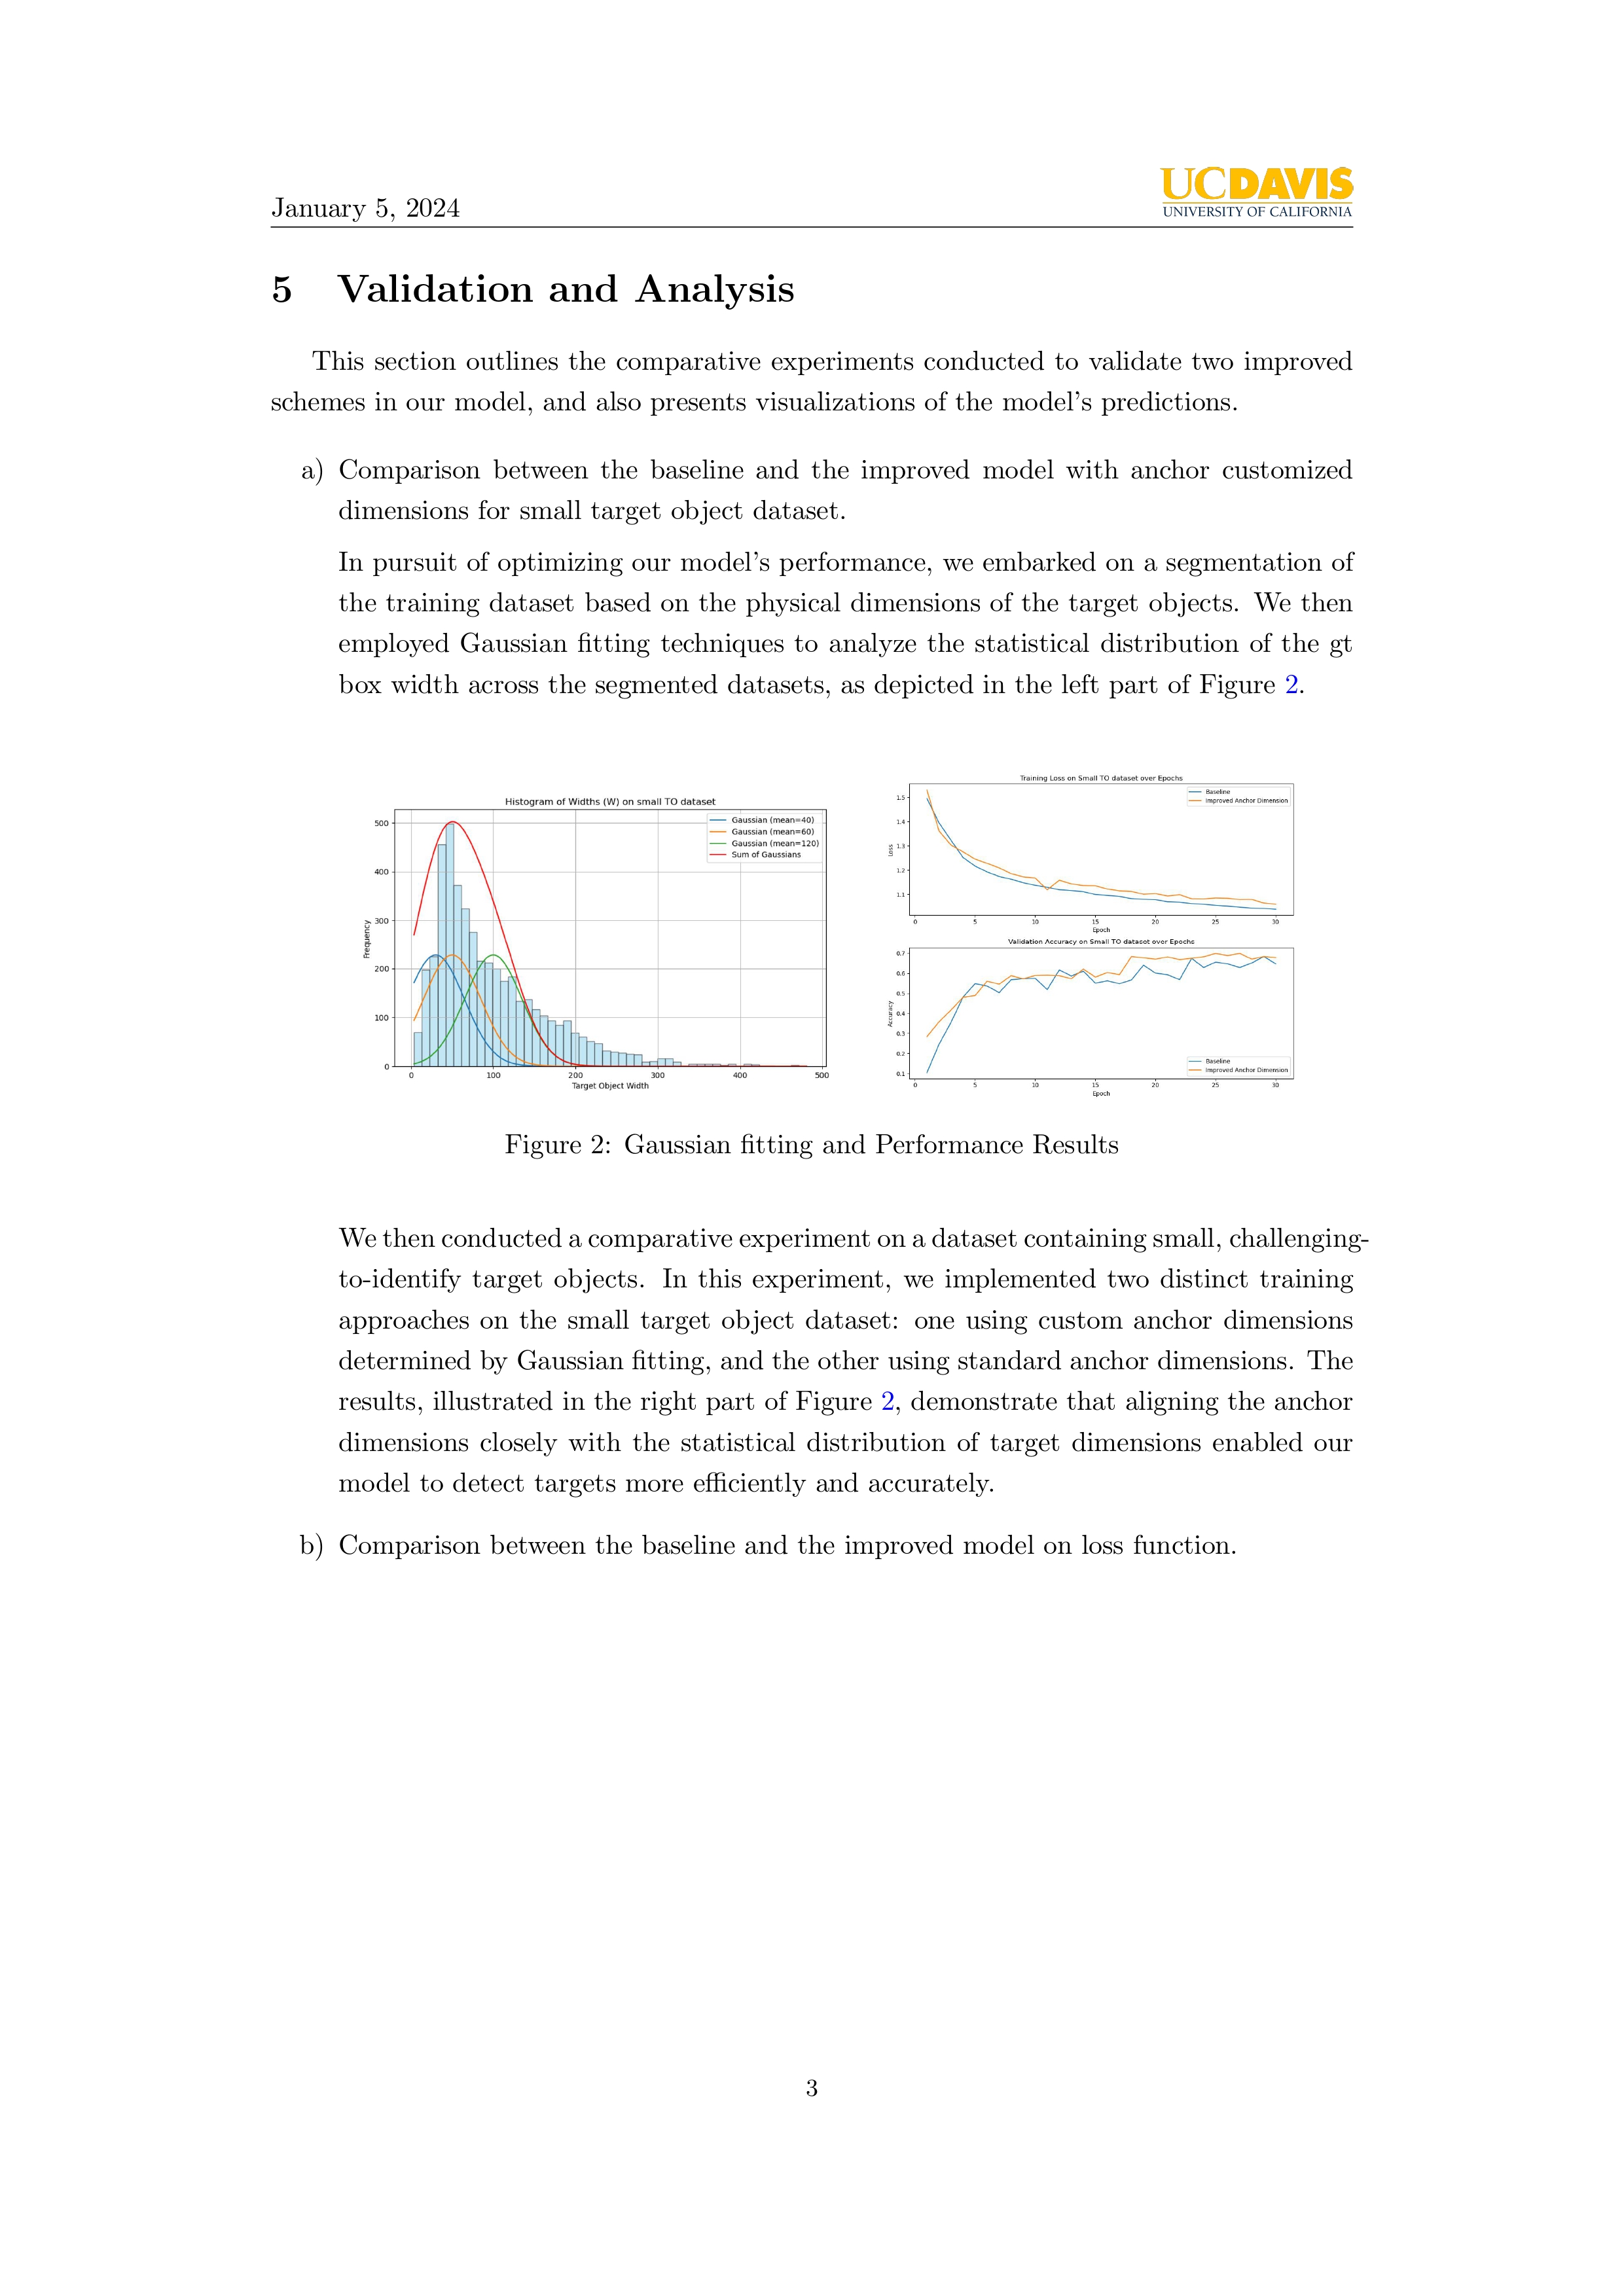 January 5, 2024
UCDAVIS
UNIVERSITY OF CALIFORNIA
5 Validation and Analysis
This section outlines the comparative experiments conducted to validate two improved
schemes in our model, and also presents visualizations of the model's predictions.
a) Comparison between the baseline and the improved model with anchor customized
dimensions for small target object dataset.
In pursuit of optimizing our model's performance, we embarked on a segmentation of
the training dataset based on the physical dimensions of the target objects. We then
employed Gaussian fitting techniques to analyze the statistical distribution of the gt
box width across the segmented datasets, as depicted in the left part of Figure 2.
Histogram of Widths (W) on small TO dataset
Gaussian (mean=40)
Gaussian (mean=60)
Gaussian (mean=120)
Sum of Gaussians
Frequency
500
400
300
200
100
0
0 100 200 300 400 500
Target Object Width
Training Loss on Small TO dataset over Epochs
Baseline
Improved Anchor Dimension
Loss
1.5
1.4
1.3
1.2
1.1
0 5 10 15 20 25 30
Epoch
Validation Accuracy on Small TO dataset over Epochs
Accuracy
0.7
0.6
0.5
0.4
0.3
0.2
0.1
Baseline
Improved Anchor Dimension
0 5 10 15 20 25 30
Epoch
Figure 2: Gaussian fitting and Performance Results
We then conducted a comparative experiment on a dataset containing small, challenging-
to-identify target objects. In this experiment, we implemented two distinct training
approaches on the small target object dataset: one using custom anchor dimensions
determined by Gaussian fitting, and the other using standard anchor dimensions. The
results, illustrated in the right part of Figure 2, demonstrate that aligning the anchor
dimensions closely with the statistical distribution of target dimensions enabled our
model to detect targets more efficiently and accurately.
b) Comparison between the baseline and the improved model on loss function.
3